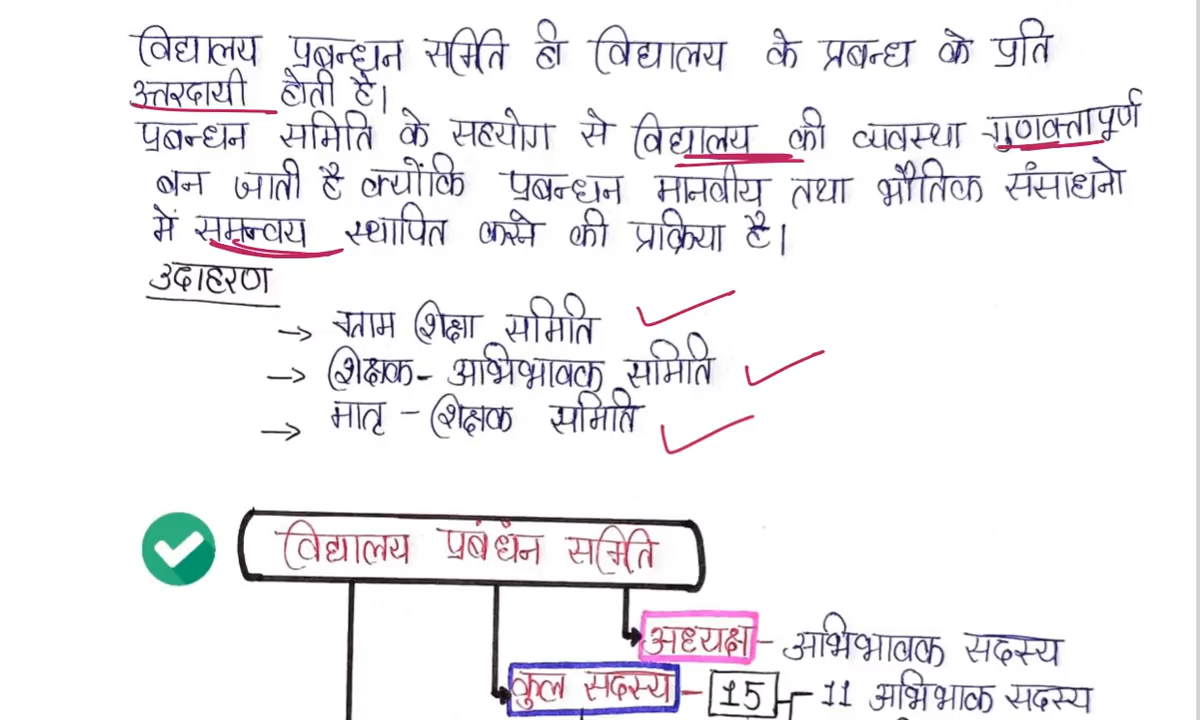 विद्यालय प्रबन्धन समिति ही विद्यालय के प्रबन्ध के प्रति
उत्तरदायी होती है।
प्रबन्धन समिति के सहयोग से विद्यालय की व्यवस्था गुणवत्तापूर्ण
बन जाती है क्योंकि प्रबन्धन मानवीय तथा भौतिक संसाधनो
में समन्वय स्थापित करने की प्रक्रिया है।
उदाहरण
→ शिक्षा समिति
→ शिक्षक - अभिभावक समिति
→ मातृ - शिक्षक समिति
विद्यालय प्रबंधन समिति
अध्यक्ष - अभिभावक सदस्य
कुल सदस्य - 15 11 अभिभाक सदस्य